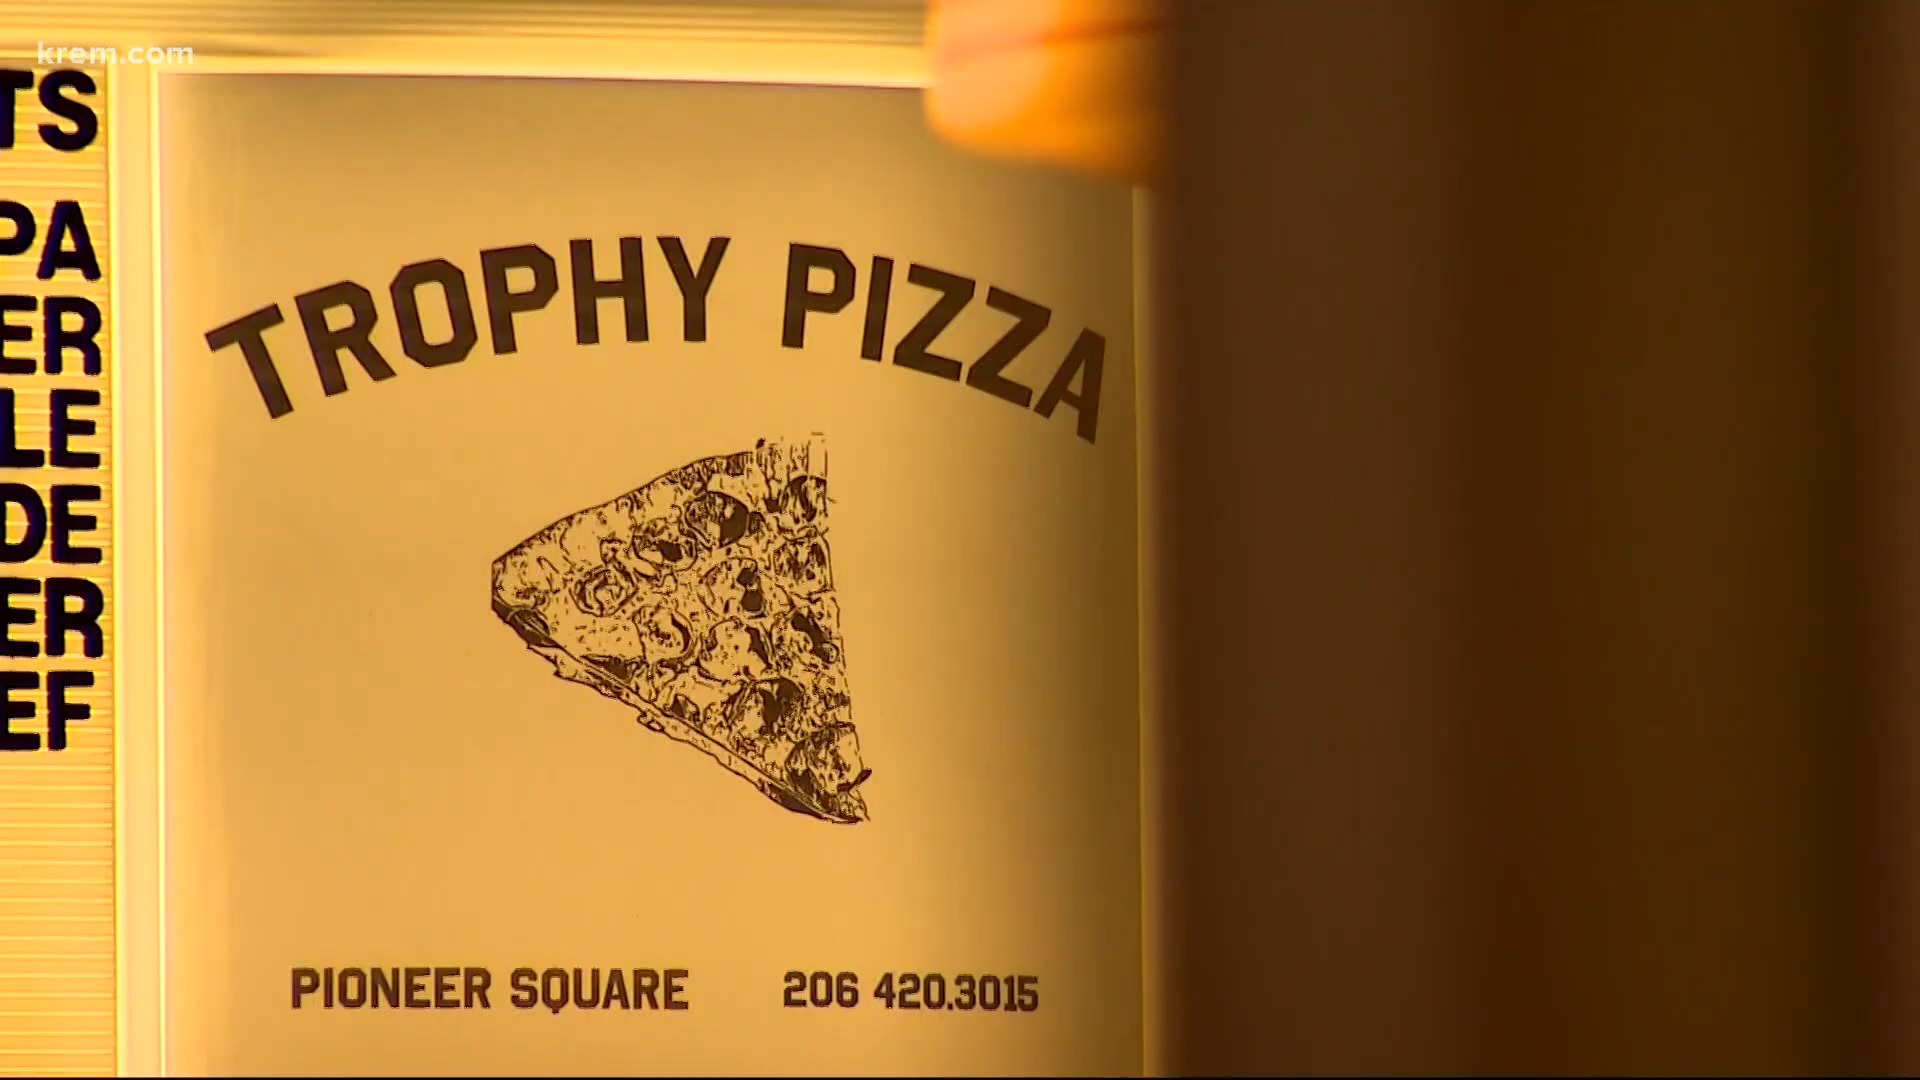 krem.com
TS
PA
ER
LE
DE
ER
EF
TROPHY PIZZA
PIONEER SQUARE 206 420.3015